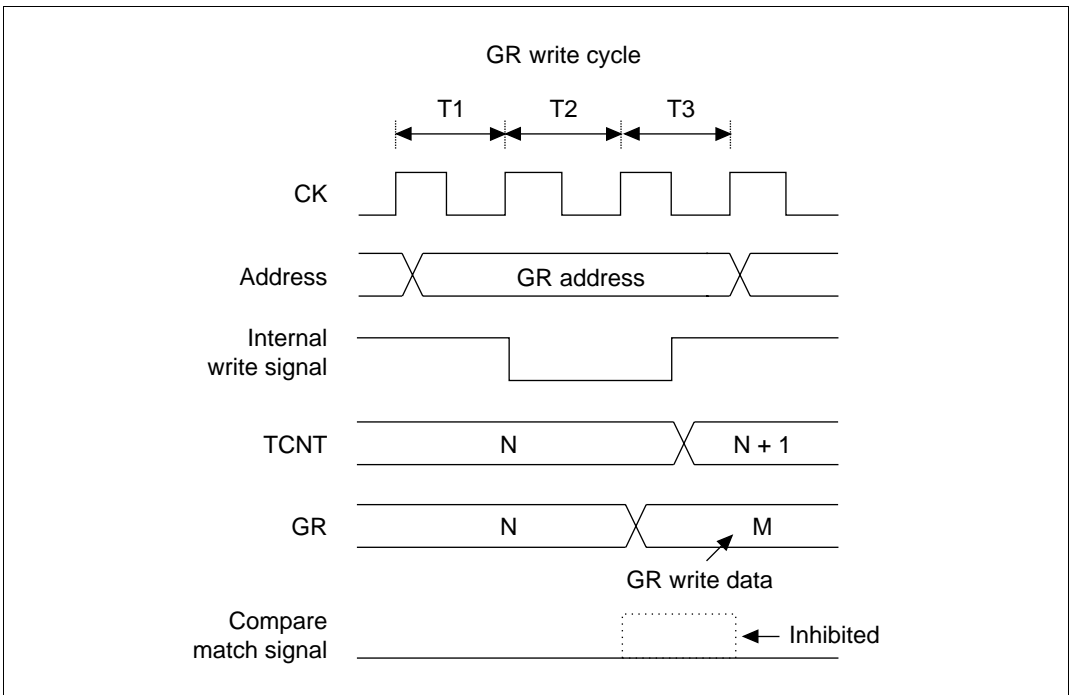 GR write cycle
T1 T2 T3
CK
Address GR address
Internal
write signal
TCNT N N + 1
GR N M
GR write data
Compare
match signal Inhibited